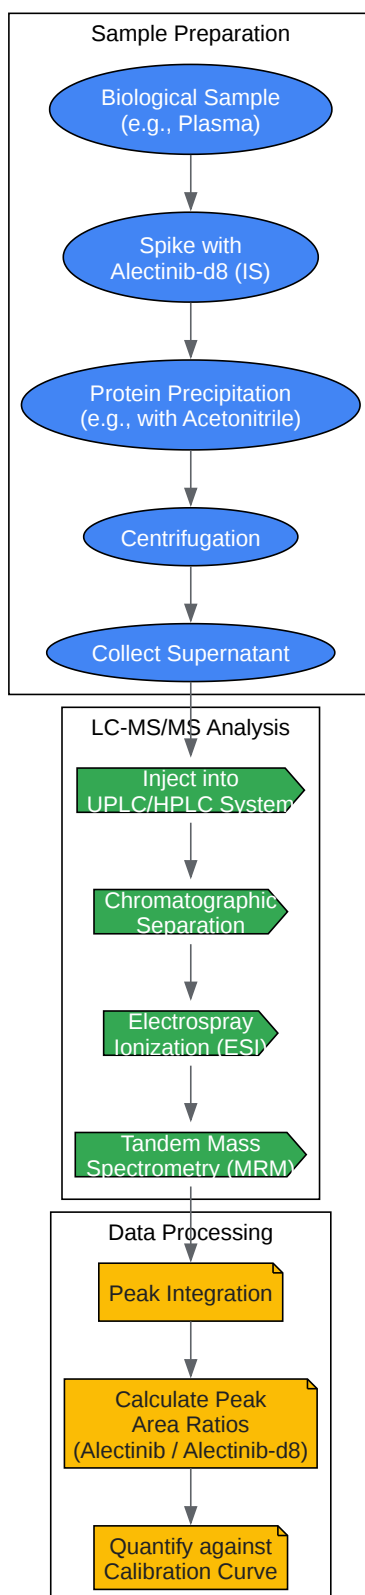 Sample Preparation
Biological Sample
(e.g., Plasma)
Spike with
Alectinib-d8 (IS)
Protein Precipitation
(e.g., with Acetonitrile)
Centrifugation
Collect Supernatant
LC-MS/MS Analysis
Inject into
UPLC/HPLC System
Chromatographic
Separation
Electrospray
Ionization (ESI)
Tandem Mass
Spectrometry (MRM)
Data Processing
Peak Integration
Calculate Peak
Area Ratios
(Alectinib / Alectinib-d8)
Quantify against
Calibration Curve